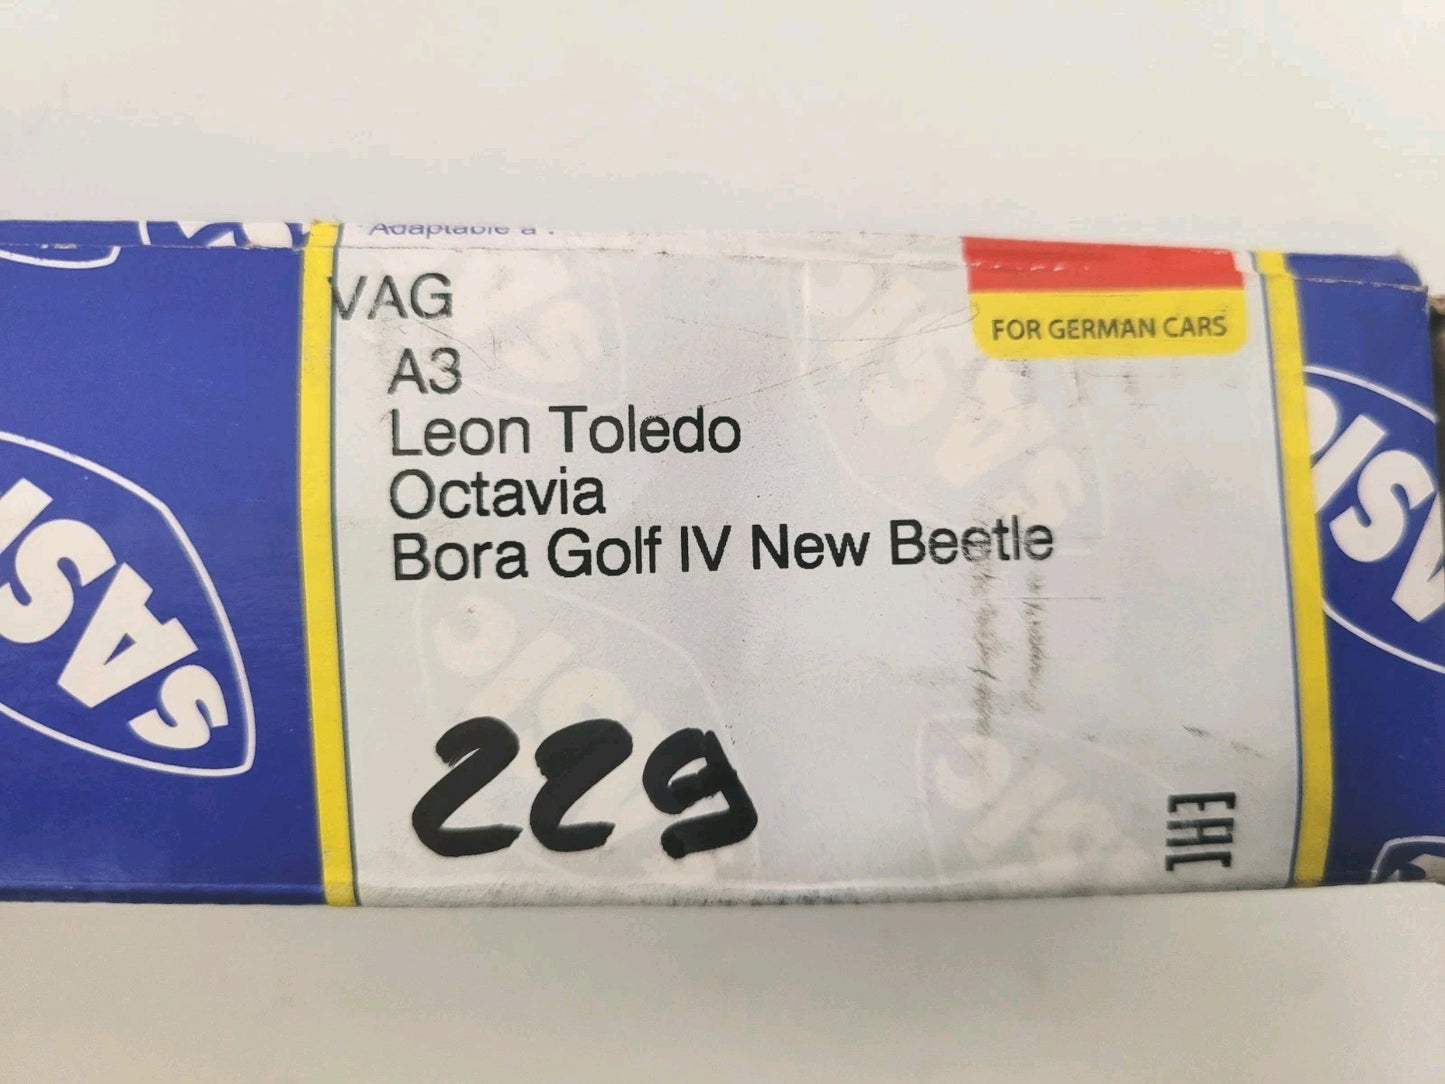 Adaptable à :
VAG
FOR GERMAN CARS
A3
Leon Toledo
Octavia
Bora Golf IV New Beetle
229
EAC
SASIC
SASIC